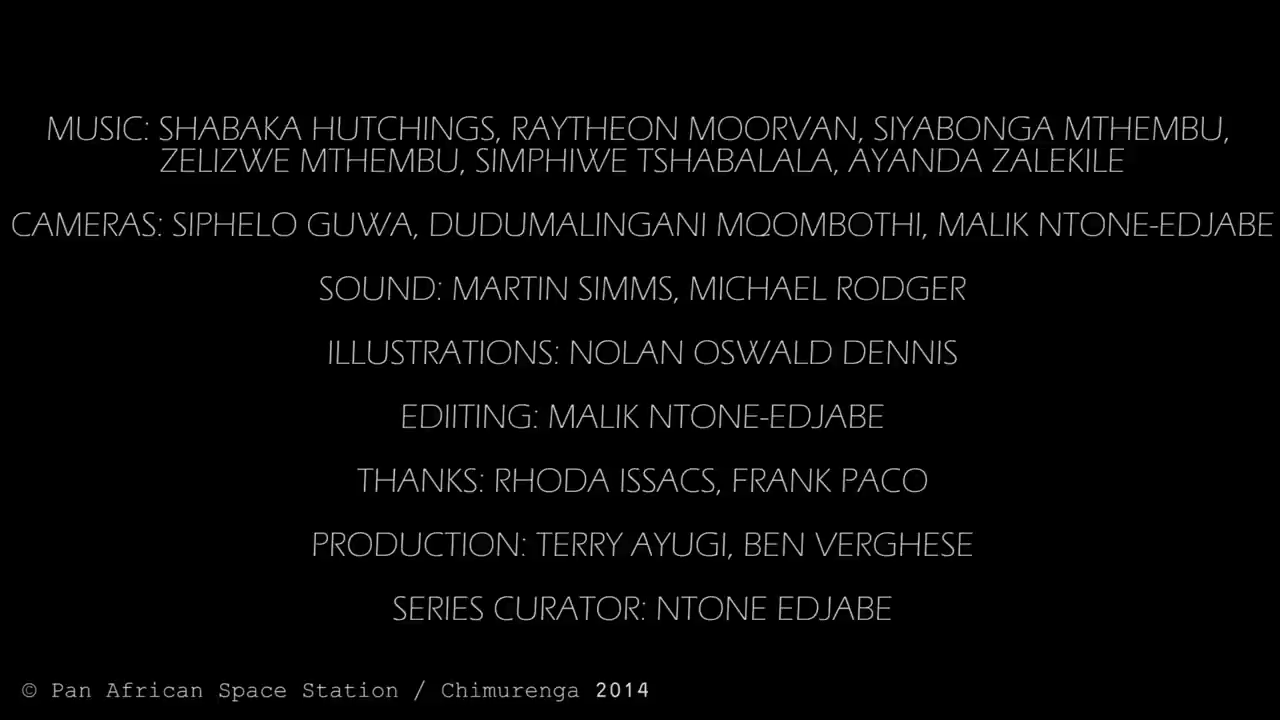 MUSIC: SHABAKA HUTCHINGS, RAYTHEON MOORVAN, SIYABONGA MTHEMBU,
ZELIZWE MTHEMBU, SIMPHIWE TSHABALALA, AYANDA ZALEKILE
CAMERAS: SIPHELO GUWA, DUDUMALINGANI MQOMBOTHI, MALIK NTONE-EDJABE
SOUND: MARTIN SIMMS, MICHAEL RODGER
ILLUSTRATIONS: NOLAN OSWALD DENNIS
EDIITING: MALIK NTONE-EDJABE
THANKS: RHODA ISSACS, FRANK PACO
PRODUCTION: TERRY AYUGI, BEN VERGHESE
SERIES CURATOR: NTONE EDJABE
© Pan African Space Station / Chimurenga 2014